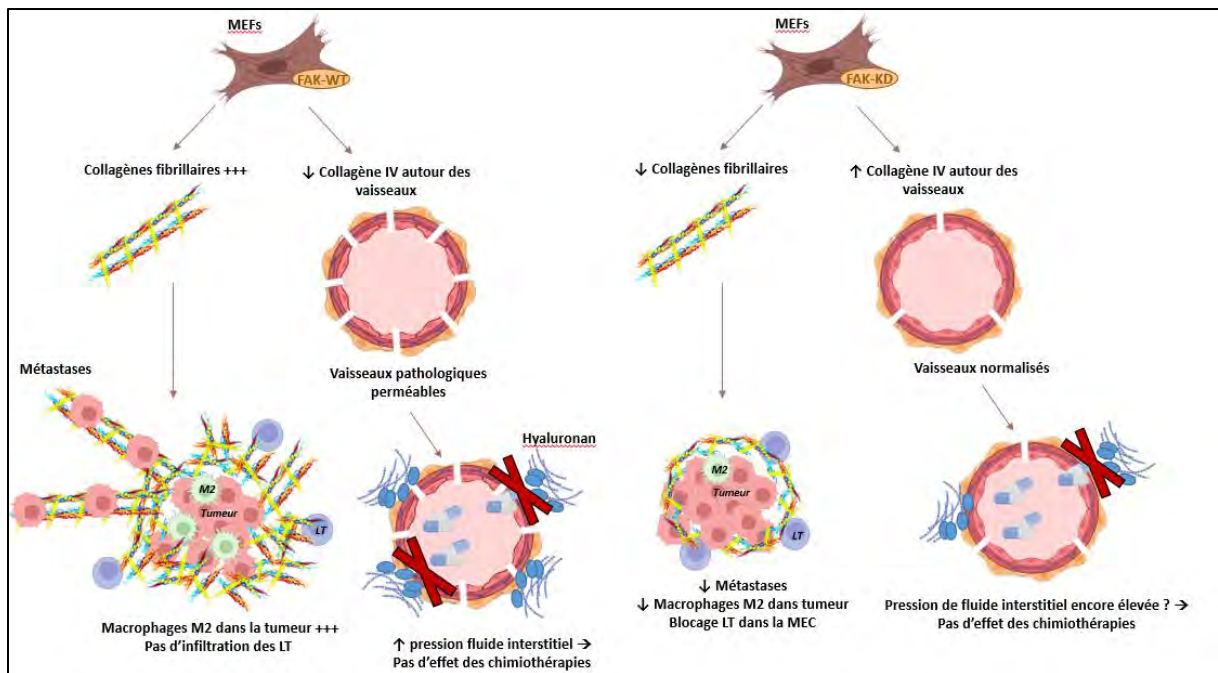 MEFs
FAK-WT
Collagènes fibrillaires +++
↓ Collagène IV autour des
vaisseaux
Vaisseaux pathologiques
perméables
Métastases
Hyaluronan
M2
Tumeur
LT
Macrophages M2 dans la tumeur +++
Pas d'infiltration des LT
↑ pression fluide interstitiel →
Pas d'effet des chimiothérapies
MEFs
FAK-KD
↓ Collagènes fibrillaires
↑ Collagène IV autour des
vaisseaux
Vaisseaux normalisés
M2
Tumeur
LT
↓ Métastases
↓ Macrophages M2 dans tumeur
Blocage LT dans la MEC
Pression de fluide interstitiel encore élevée ? →
Pas d'effet des chimiothérapies